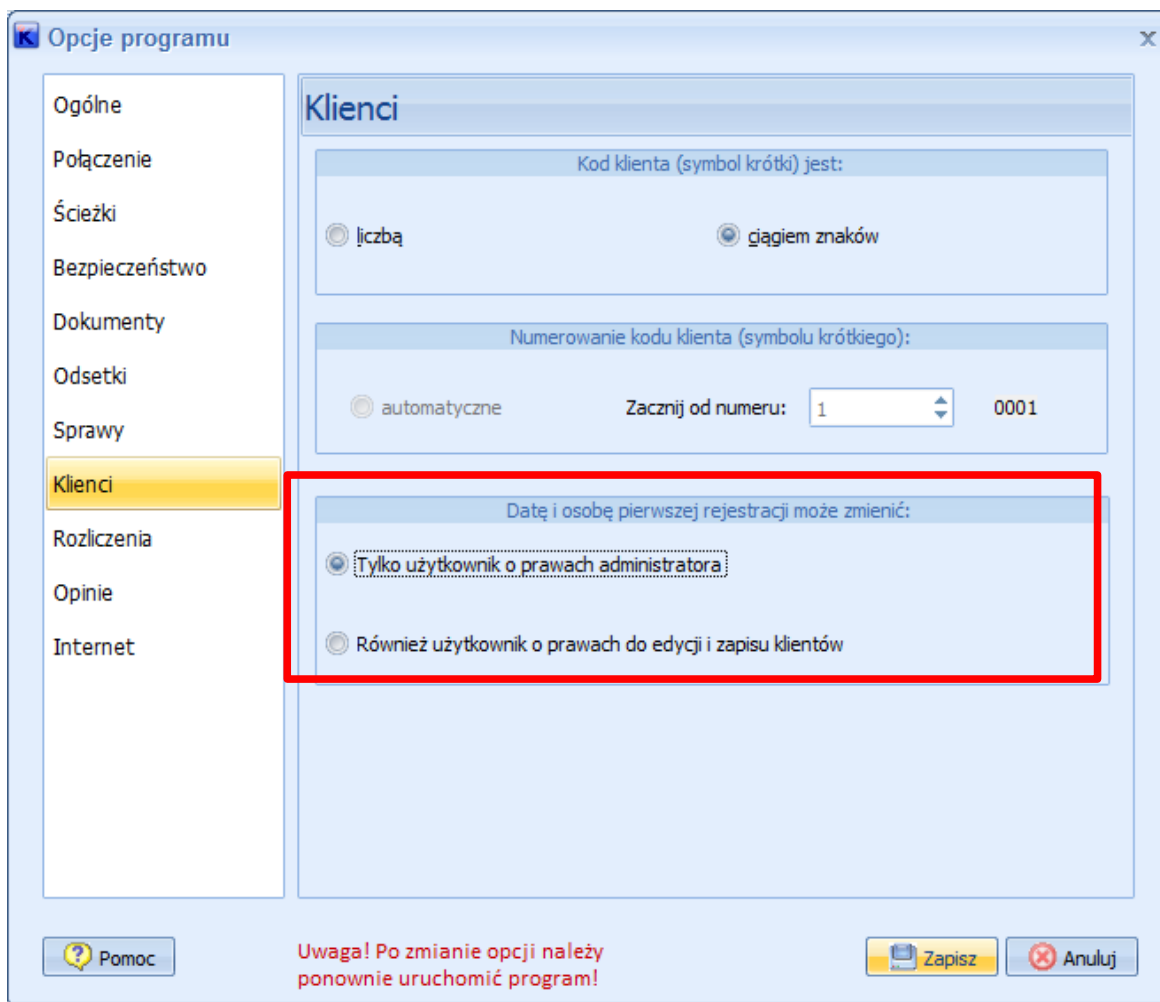 K Opcje programu x
Ogólne
Połączenie
Ścieżki
Bezpieczeństwo
Dokumenty
Odsetki
Sprawy
Klienci
Rozliczenia
Opinie
Internet
Klienci
Kod klienta (symbol krótki) jest:
liczbą
ciągiem znaków
Numerowanie kodu klienta (symbolu krótkiego):
automatyczne Zacznij od numeru: 1 0001
Datę i osobę pierwszej rejestracji może zmienić:
Tylko użytkownik o prawach administratora
Również użytkownik o prawach do edycji i zapisu klientów
Pomoc
Uwaga! Po zmianie opcji należy
ponownie uruchomić program!
Zapisz
Anuluj